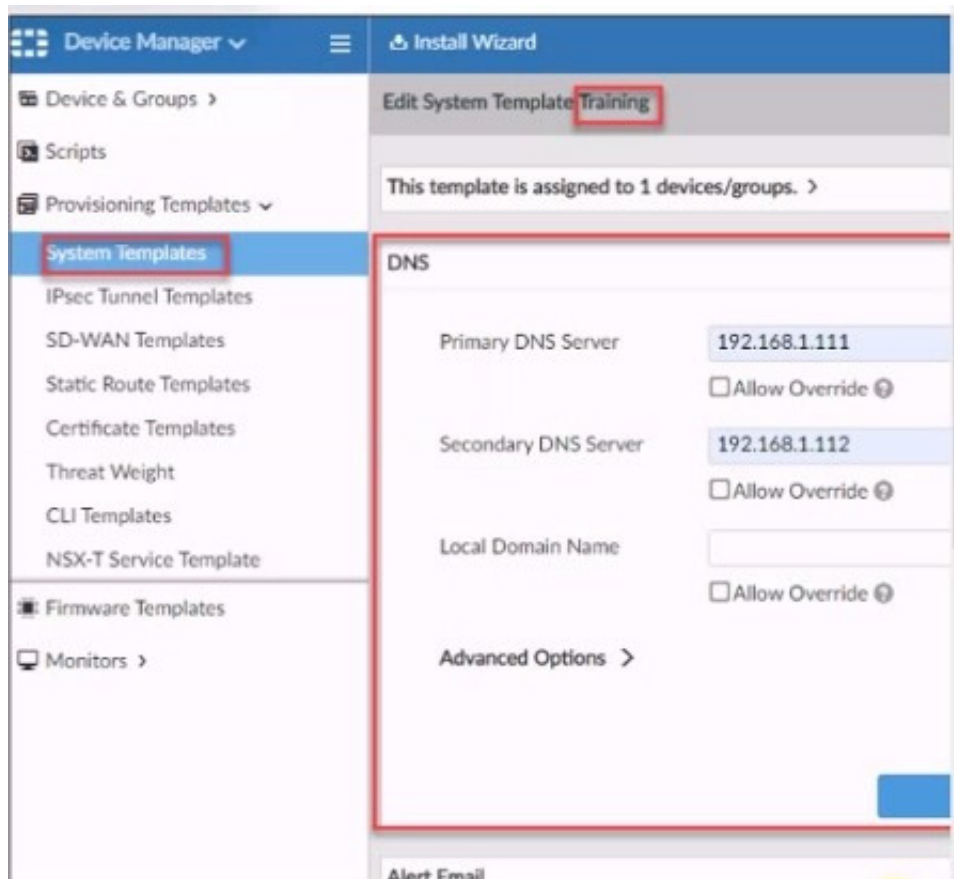 Device Manager
Install Wizard
Device & Groups
Edit System Template Training
Scripts
This template is assigned to 1 devices/groups.
Provisioning Templates
System Templates
DNS
IPsec Tunnel Templates
SD-WAN Templates
Primary DNS Server 192.168.1.111
Static Route Templates
Allow Override
Certificate Templates
Secondary DNS Server 192.168.1.112
Threat Weight
Allow Override
CLI Templates
NSX-T Service Template
Local Domain Name
Firmware Templates
Allow Override
Monitors
Advanced Options
Alert Email